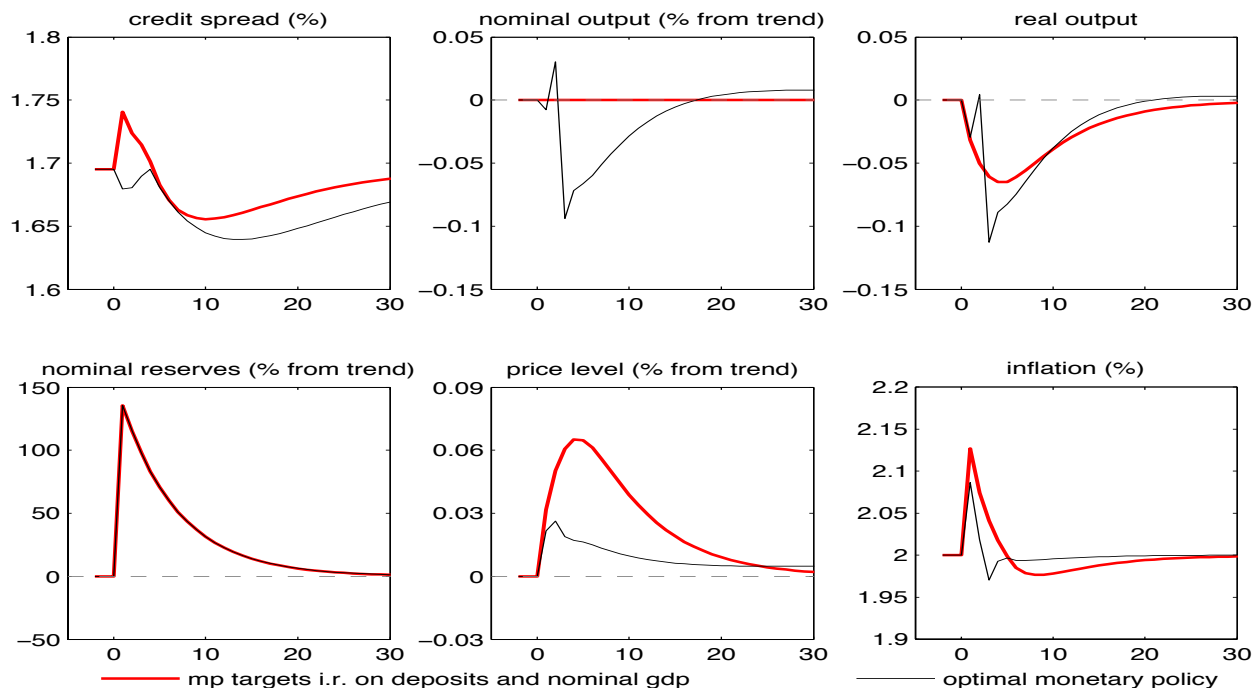 credit spread (%)
nominal output (% from trend)
real output
1.8
1.75
1.7
1.65
1.6
0 10 20 30
0.05
0
−0.05
−0.1
−0.15
0 10 20 30
0.05
0
−0.05
−0.1
−0.15
0 10 20 30
nominal reserves (% from trend)
price level (% from trend)
inflation (%)
150
100
50
0
−50
0 10 20 30
0.09
0.06
0.03
0
−0.03
0 10 20 30
2.2
2.15
2.1
2.05
2
1.95
1.9
0 10 20 30
mp targets i.r. on deposits and nominal gdp
optimal monetary policy